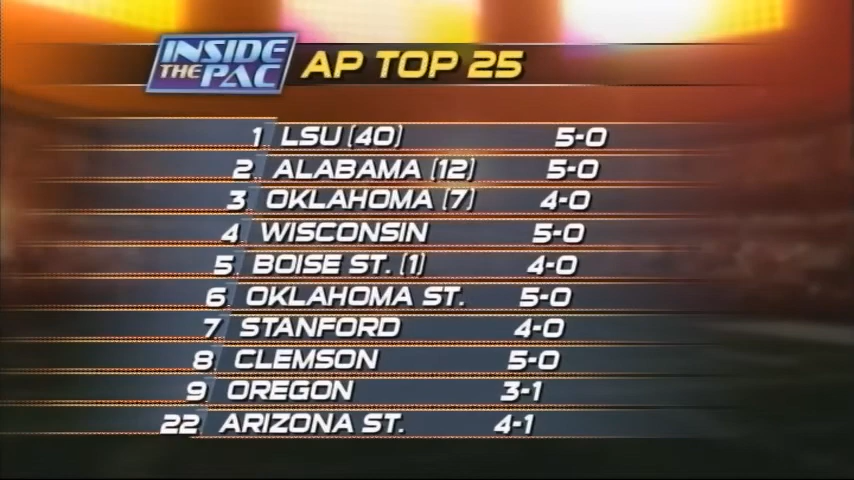 INSIDE THE PAC AP TOP 25
1 LSU (40) 5-0
2 ALABAMA (12) 5-0
3 OKLAHOMA (7) 4-0
4 WISCONSIN 5-0
5 BOISE ST. (1) 4-0
6 OKLAHOMA ST. 5-0
7 STANFORD 4-0
8 CLEMSON 5-0
9 OREGON 3-1
22 ARIZONA ST. 4-1